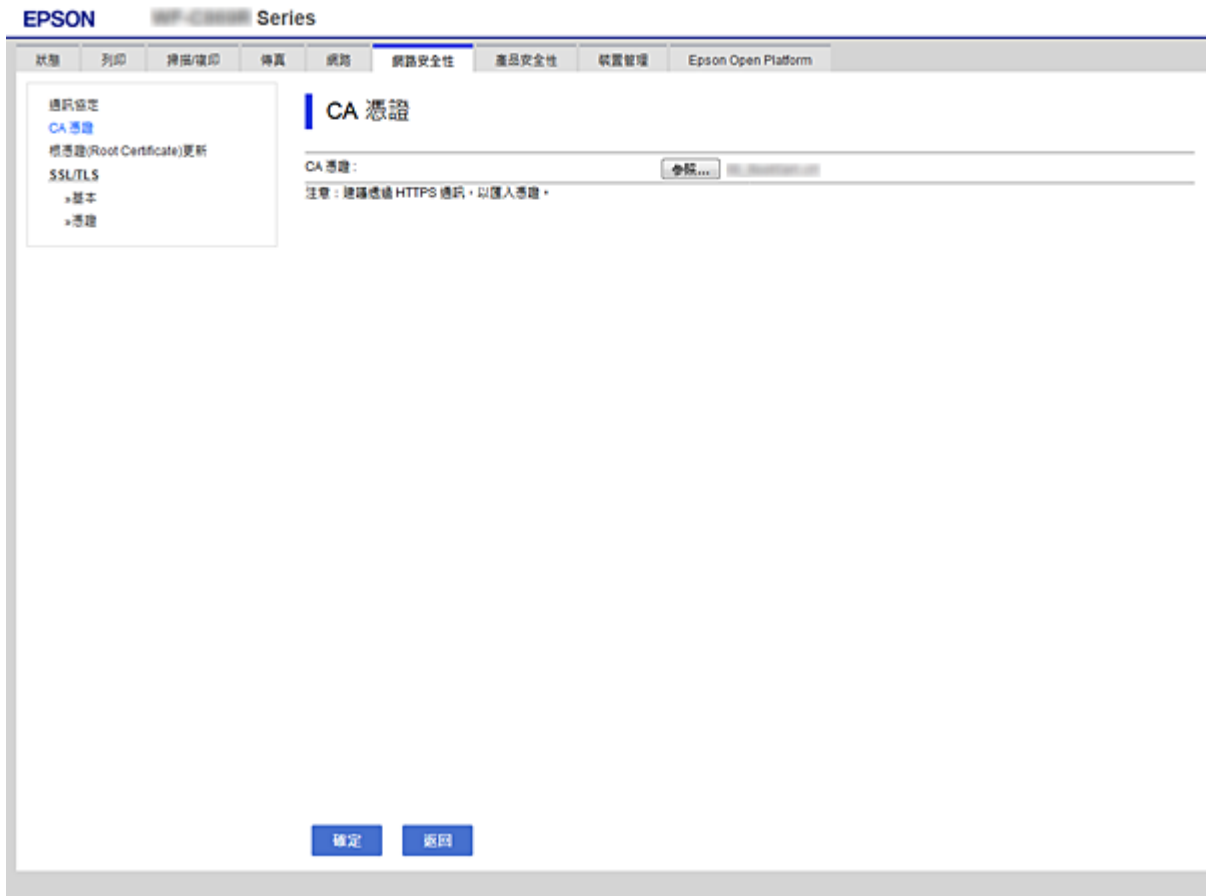 EPSON Series
狀態 列印 掃描/複印 傳真 網路 網路安全性 產品安全性 裝置管理 Epson Open Platform
通訊協定
CA 憑證
根憑證(Root Certificate)更新
SSL/TLS
»基本
»憑證
CA 憑證
CA 憑證 :
參照...
注意：建議透過 HTTPS 通訊，以匯入憑證。
確定 返回